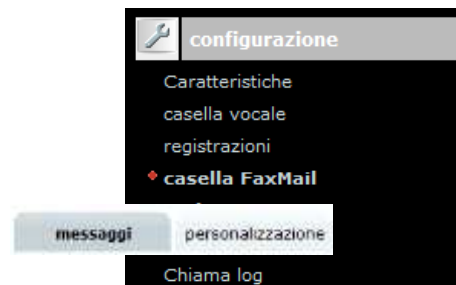 configurazione
Caratteristiche
casella vocale
registrazioni
casella FaxMail
messaggi personalizzazione
Chiama log